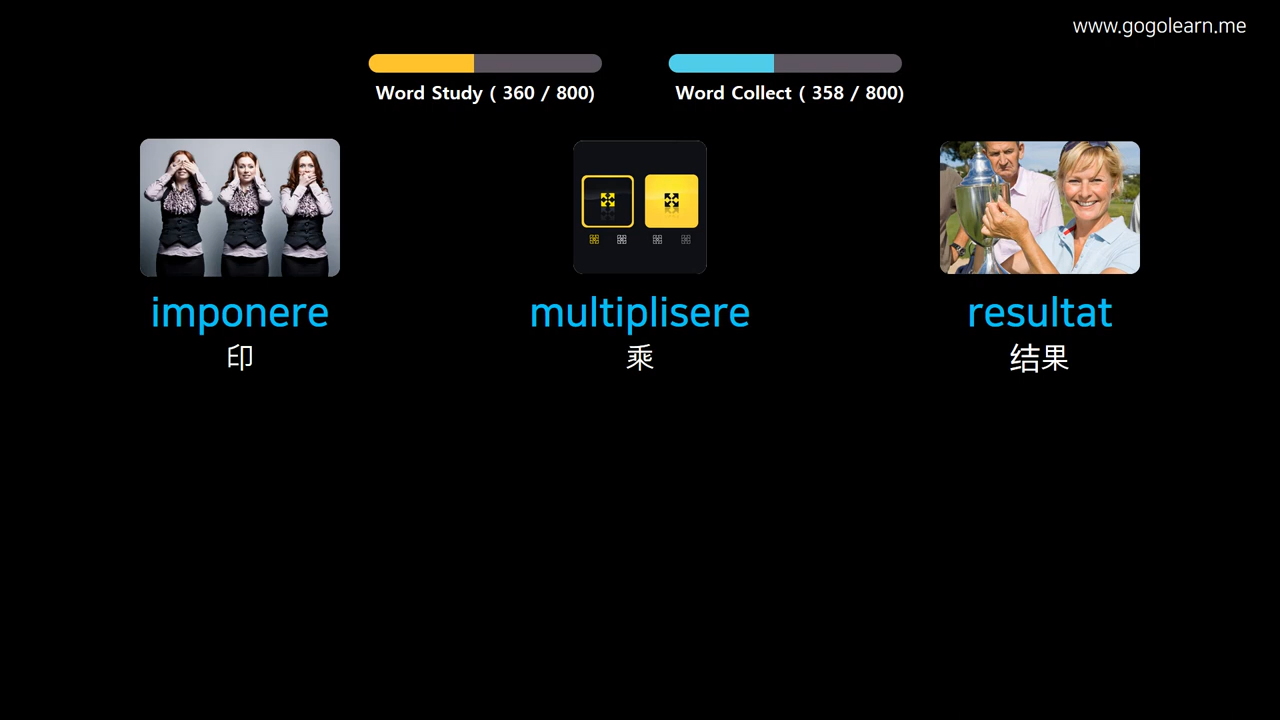 www.gogolearn.me
Word Study ( 360 / 800)
Word Collect ( 358 / 800)
imponere
印
multiplisere
乘
resultat
结果